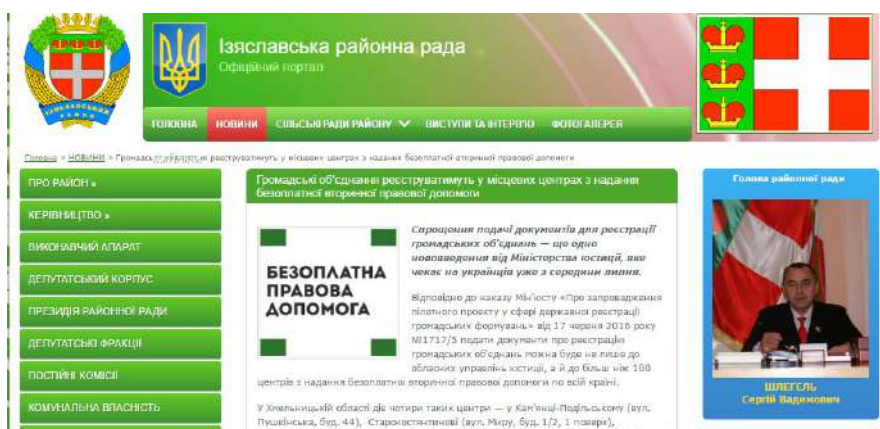 Ізяславська районна рада
Офіційний портал
ГОЛОВНА НОВИНИ СІЛЬСЬКІ РАДИ РАЙОНУ ВИСТУПИ ТА ІНТЕРВ'Ю ФОТОГАЛЕРЕЯ
Головна » НОВИНИ » Громадські об'єднання реєструватимуть у місцевих центрах з надання безоплатної вторинної правової допомоги
ПРО РАЙОН »
КЕРІВНИЦТВО »
ВИКОНАВЧИЙ АПАРАТ
ДЕПУТАТСЬКИЙ КОРПУС
ПРЕЗИДІЯ РАЙОННОЇ РАДИ
ДЕПУТАТСЬКІ ФРАКЦІЇ
ПОСТІЙНІ КОМІСІЇ
КОМУНАЛЬНА ВЛАСНІСТЬ
Громадські об'єднання реєструватимуть у місцевих центрах з надання
безоплатної вторинної правової допомоги
БЕЗОПЛАТНА
ПРАВОВА
ДОПОМОГА
Спрощення подачі документів для реєстрації
громадських об'єднань — ще одно
нововведення від Міністерства юстиції, яке
чекає на українців уже з середини липня.
Відповідно до наказу Мін'юсту «Про запровадження
пілотного проекту у сфері державної реєстрації
громадських формувань» від 17 червня 2016 року
№1717/5 подати документи про реєстрацію
громадських об'єднань можна буде не лише до
обласних управлінь юстиції, а й до більш ніж 100
центрів з надання безоплатної вторинної правової допомоги по всій країні.
У Хмельницькій області діє чотири таких центри — у Кам'янці-Подільському (вул.
Пушкінська, буд. 44), Старокостянтинові (вул. Миру, буд. 1/2, 1 поверх),
Голова районної ради
ШЛЕГЕЛЬ
Сергій Вадимович